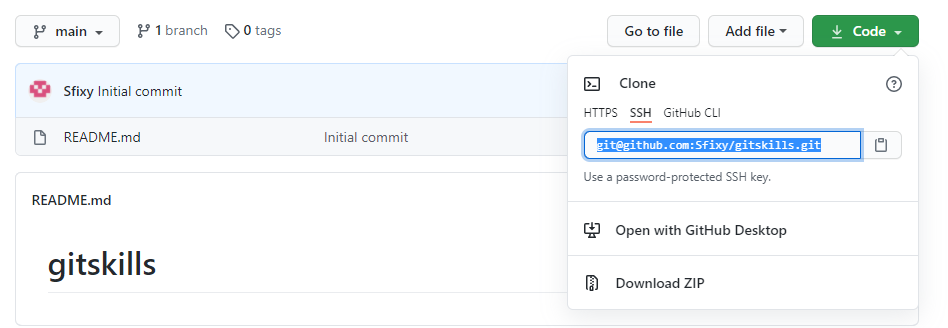 main 1 branch 0 tags Go to file Add file Code
Sfixy Initial commit
README.md Initial commit
README.md
gitskills
Clone
HTTPS SSH GitHub CLI
git@github.com:Sfixy/gitskills.git
Use a password-protected SSH key.
Open with GitHub Desktop
Download ZIP